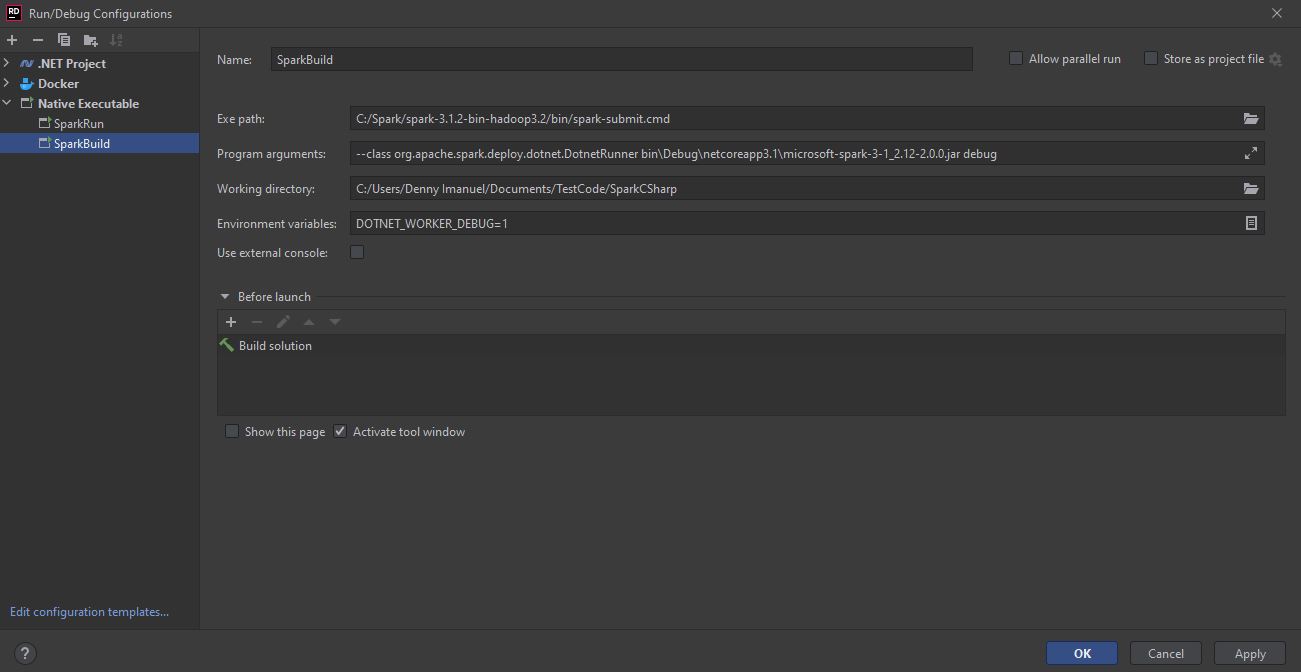 RD Run/Debug Configurations
.NET Project
Docker
Native Executable
SparkRun
SparkBuild
Edit configuration templates...
Name: SparkBuild Allow parallel run Store as project file
Exe path: C:/Spark/spark-3.1.2-bin-hadoop3.2/bin/spark-submit.cmd
Program arguments: --class org.apache.spark.deploy.dotnet.DotnetRunner bin\Debug\netcoreapp3.1\microsoft-spark-3-1_2.12-2.0.0.jar debug
Working directory: C:/Users/Denny Imanuel/Documents/TestCode/SparkCSharp
Environment variables: DOTNET_WORKER_DEBUG=1
Use external console:
Before launch
Build solution
Show this page Activate tool window
? OK Cancel Apply